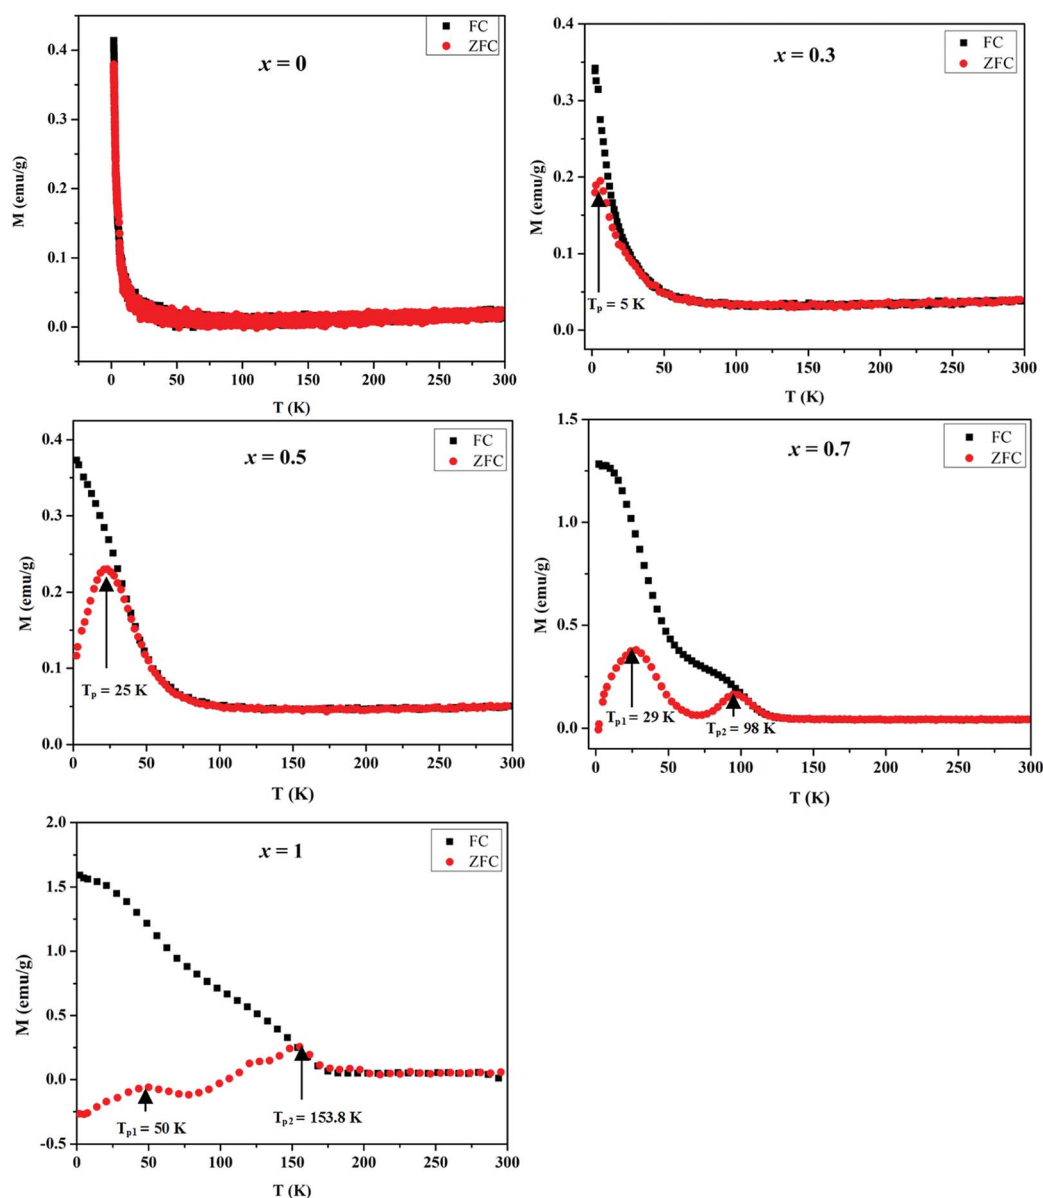 FC
ZFC
x = 0
0.4
0.3
0.2
0.1
0.0
M (emu/g)
0
50
100
150
200
250
300
T (K)
FC
ZFC
x = 0.3
0.4
0.3
0.2
0.1
0.0
M (emu/g)
Tp = 5 K
0
25
50
75
100
125
150
175
200
225
250
275
300
T (K)
FC
ZFC
x = 0.5
0.4
0.3
0.2
0.1
0.0
M (emu/g)
Tp = 25 K
0
50
100
150
200
250
300
T (K)
FC
ZFC
x = 0.7
1.5
1.0
0.5
0.0
M (emu/g)
Tp1 = 29 K
Tp2 = 98 K
0
50
100
150
200
250
300
T (K)
FC
ZFC
x = 1
2.0
1.5
1.0
0.5
0.0
-0.5
M (emu/g)
Tp1 = 50 K
Tp2 = 153.8 K
0
50
100
150
200
250
300
T (K)